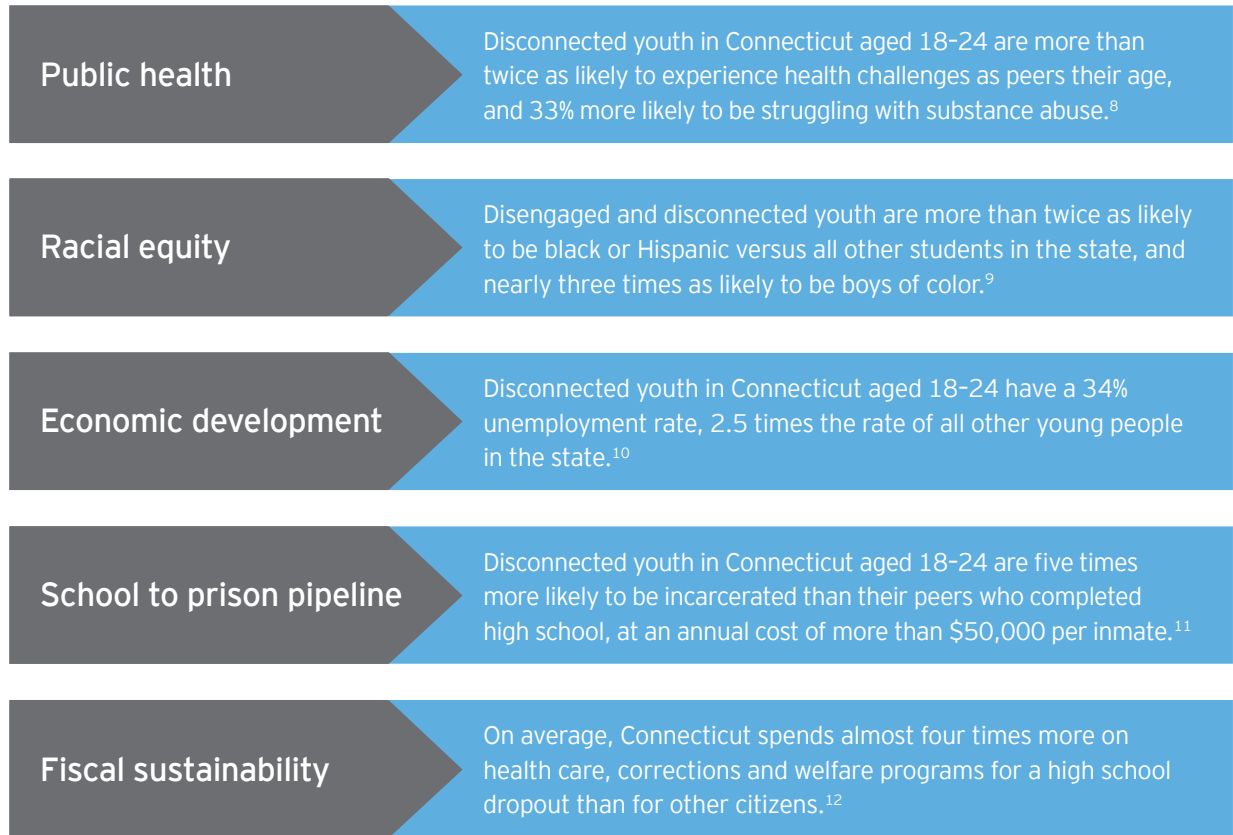 Public health
Disconnected youth in Connecticut aged 18–24 are more than
twice as likely to experience health challenges as peers their age,
and 33% more likely to be struggling with substance abuse.⁸
Racial equity
Disengaged and disconnected youth are more than twice as likely
to be black or Hispanic versus all other students in the state, and
nearly three times as likely to be boys of color.⁹
Economic development
Disconnected youth in Connecticut aged 18–24 have a 34%
unemployment rate, 2.5 times the rate of all other young people
in the state.¹⁰
School to prison pipeline
Disconnected youth in Connecticut aged 18–24 are five times
more likely to be incarcerated than their peers who completed
high school, at an annual cost of more than $50,000 per inmate.¹¹
Fiscal sustainability
On average, Connecticut spends almost four times more on
health care, corrections and welfare programs for a high school
dropout than for other citizens.¹²